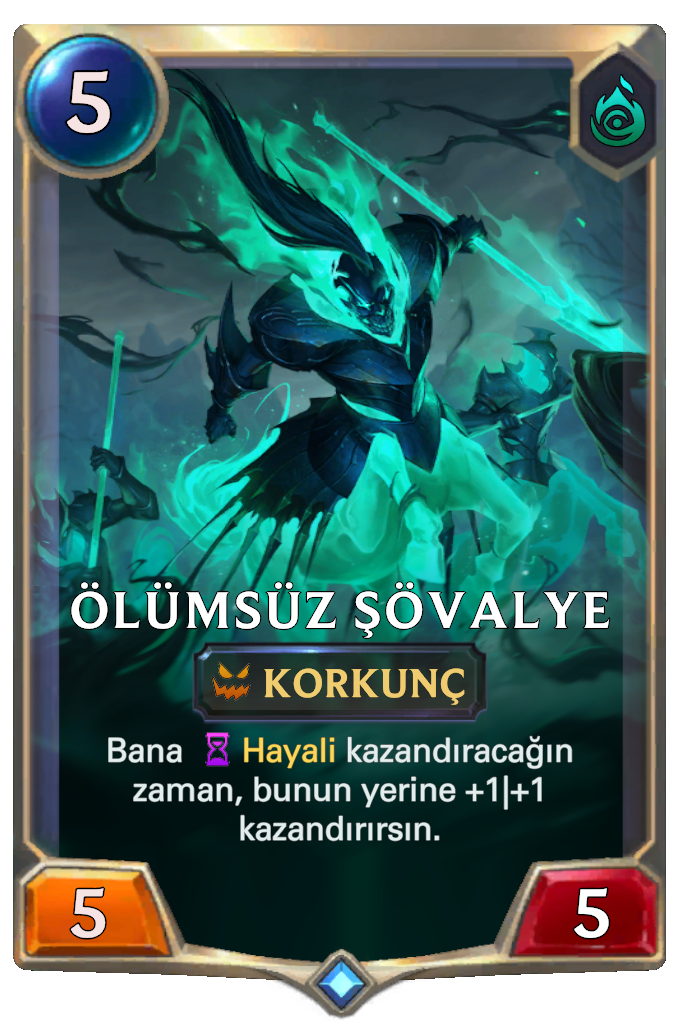 5
ÖLÜMSÜZ ŞÖVALYE
KORKUNÇ
Bana Hayali kazandıracağın
zaman, bunun yerine +1|+1
kazandırırsın.
5
5